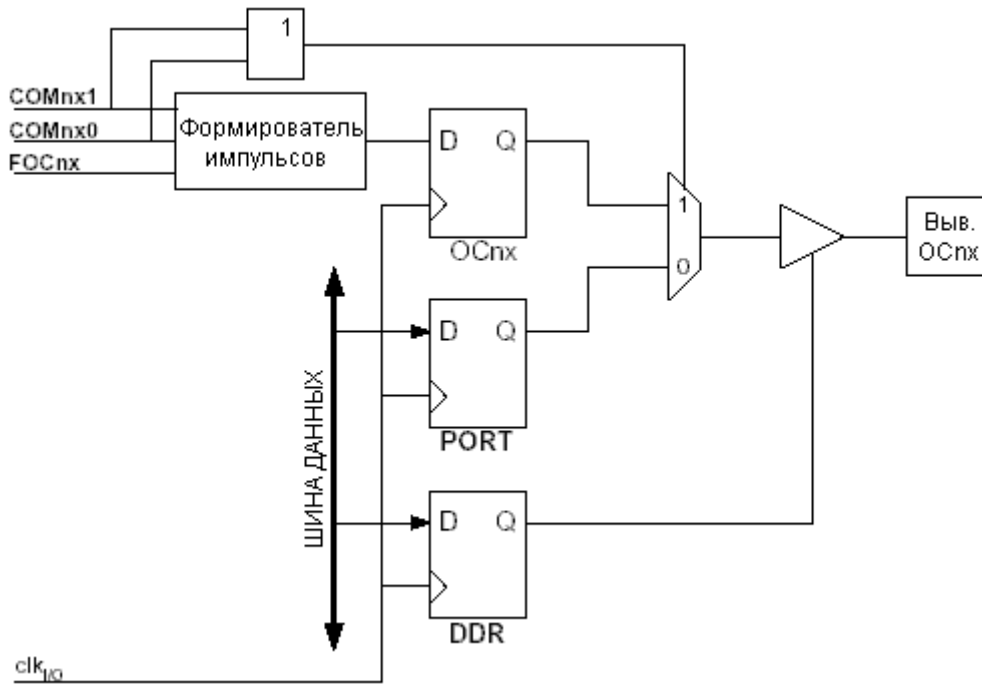 1
COMnx1
COMnx0
FOCnx
Формирователь
импульсов
D Q
OCnx
1
0
Выв.
OCnx
D Q
PORT
ШИНА ДАННЫХ
D Q
DDR
clkI/O